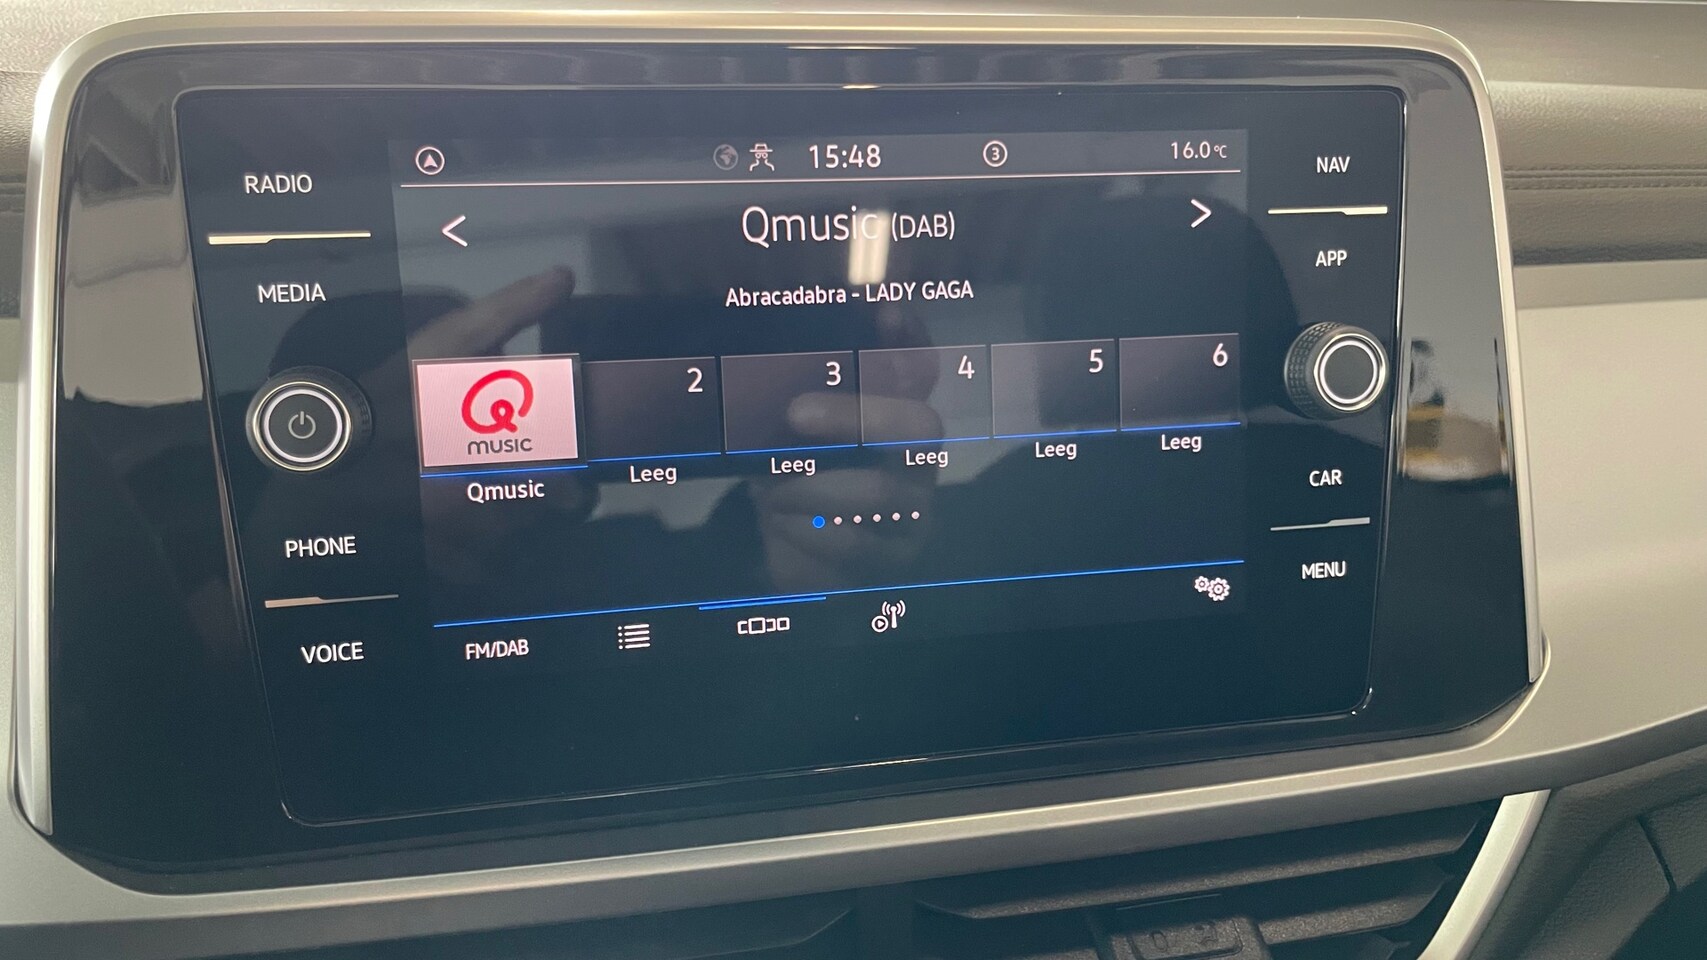 RADIO
MEDIA
PHONE
VOICE
15:48
3
16.0°C
Qmusic (DAB)
Abracadabra - LADY GAGA
Q
music
2
3
4
5
6
Qmusic
Leeg
Leeg
Leeg
Leeg
Leeg
FM/DAB
NAV
APP
CAR
MENU